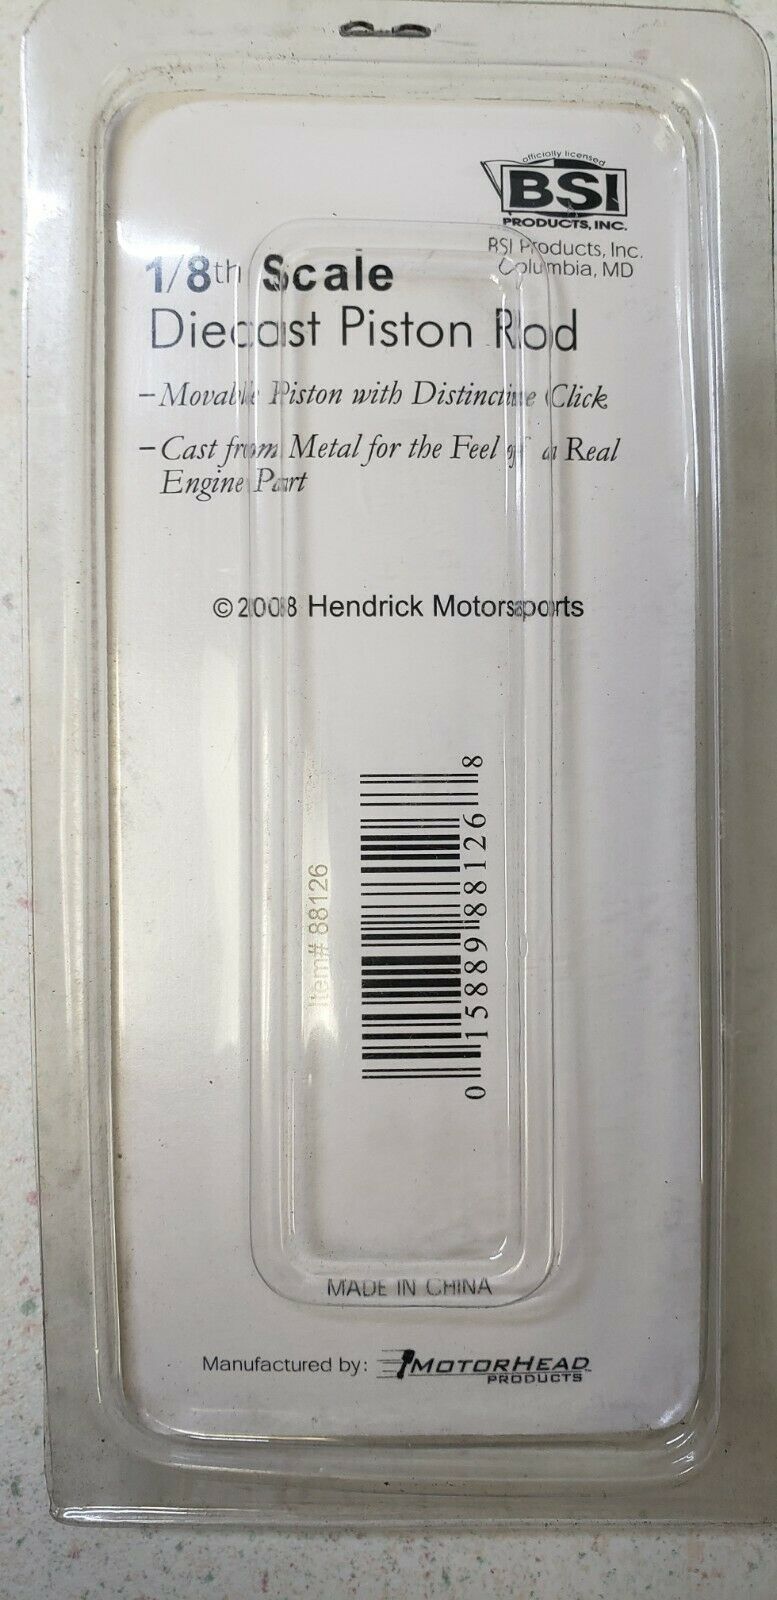 officially licensed
BSI
PRODUCTS, INC.
BSI Products, Inc.
Columbia, MD
1/8th Scale
Diecast Piston Rod
–Movable Piston with Distinctive Click
–Cast from Metal for the Feel of a Real
Engine Part
©2008 Hendrick Motorsports
Item# 88126
0 15889 88126 8
MADE IN CHINA
Manufactured by: MOTORHEAD™
PRODUCTS